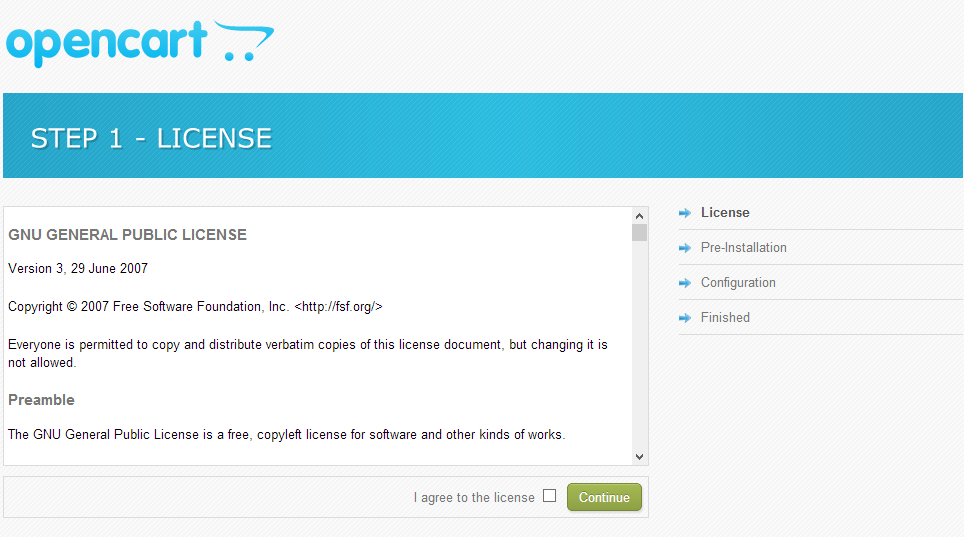 opencart
STEP 1 - LICENSE
GNU GENERAL PUBLIC LICENSE
Version 3, 29 June 2007
Copyright © 2007 Free Software Foundation, Inc. <http://fsf.org/>
Everyone is permitted to copy and distribute verbatim copies of this license document, but changing it is
not allowed.
Preamble
The GNU General Public License is a free, copyleft license for software and other kinds of works.
I agree to the license
Continue
License
Pre-Installation
Configuration
Finished